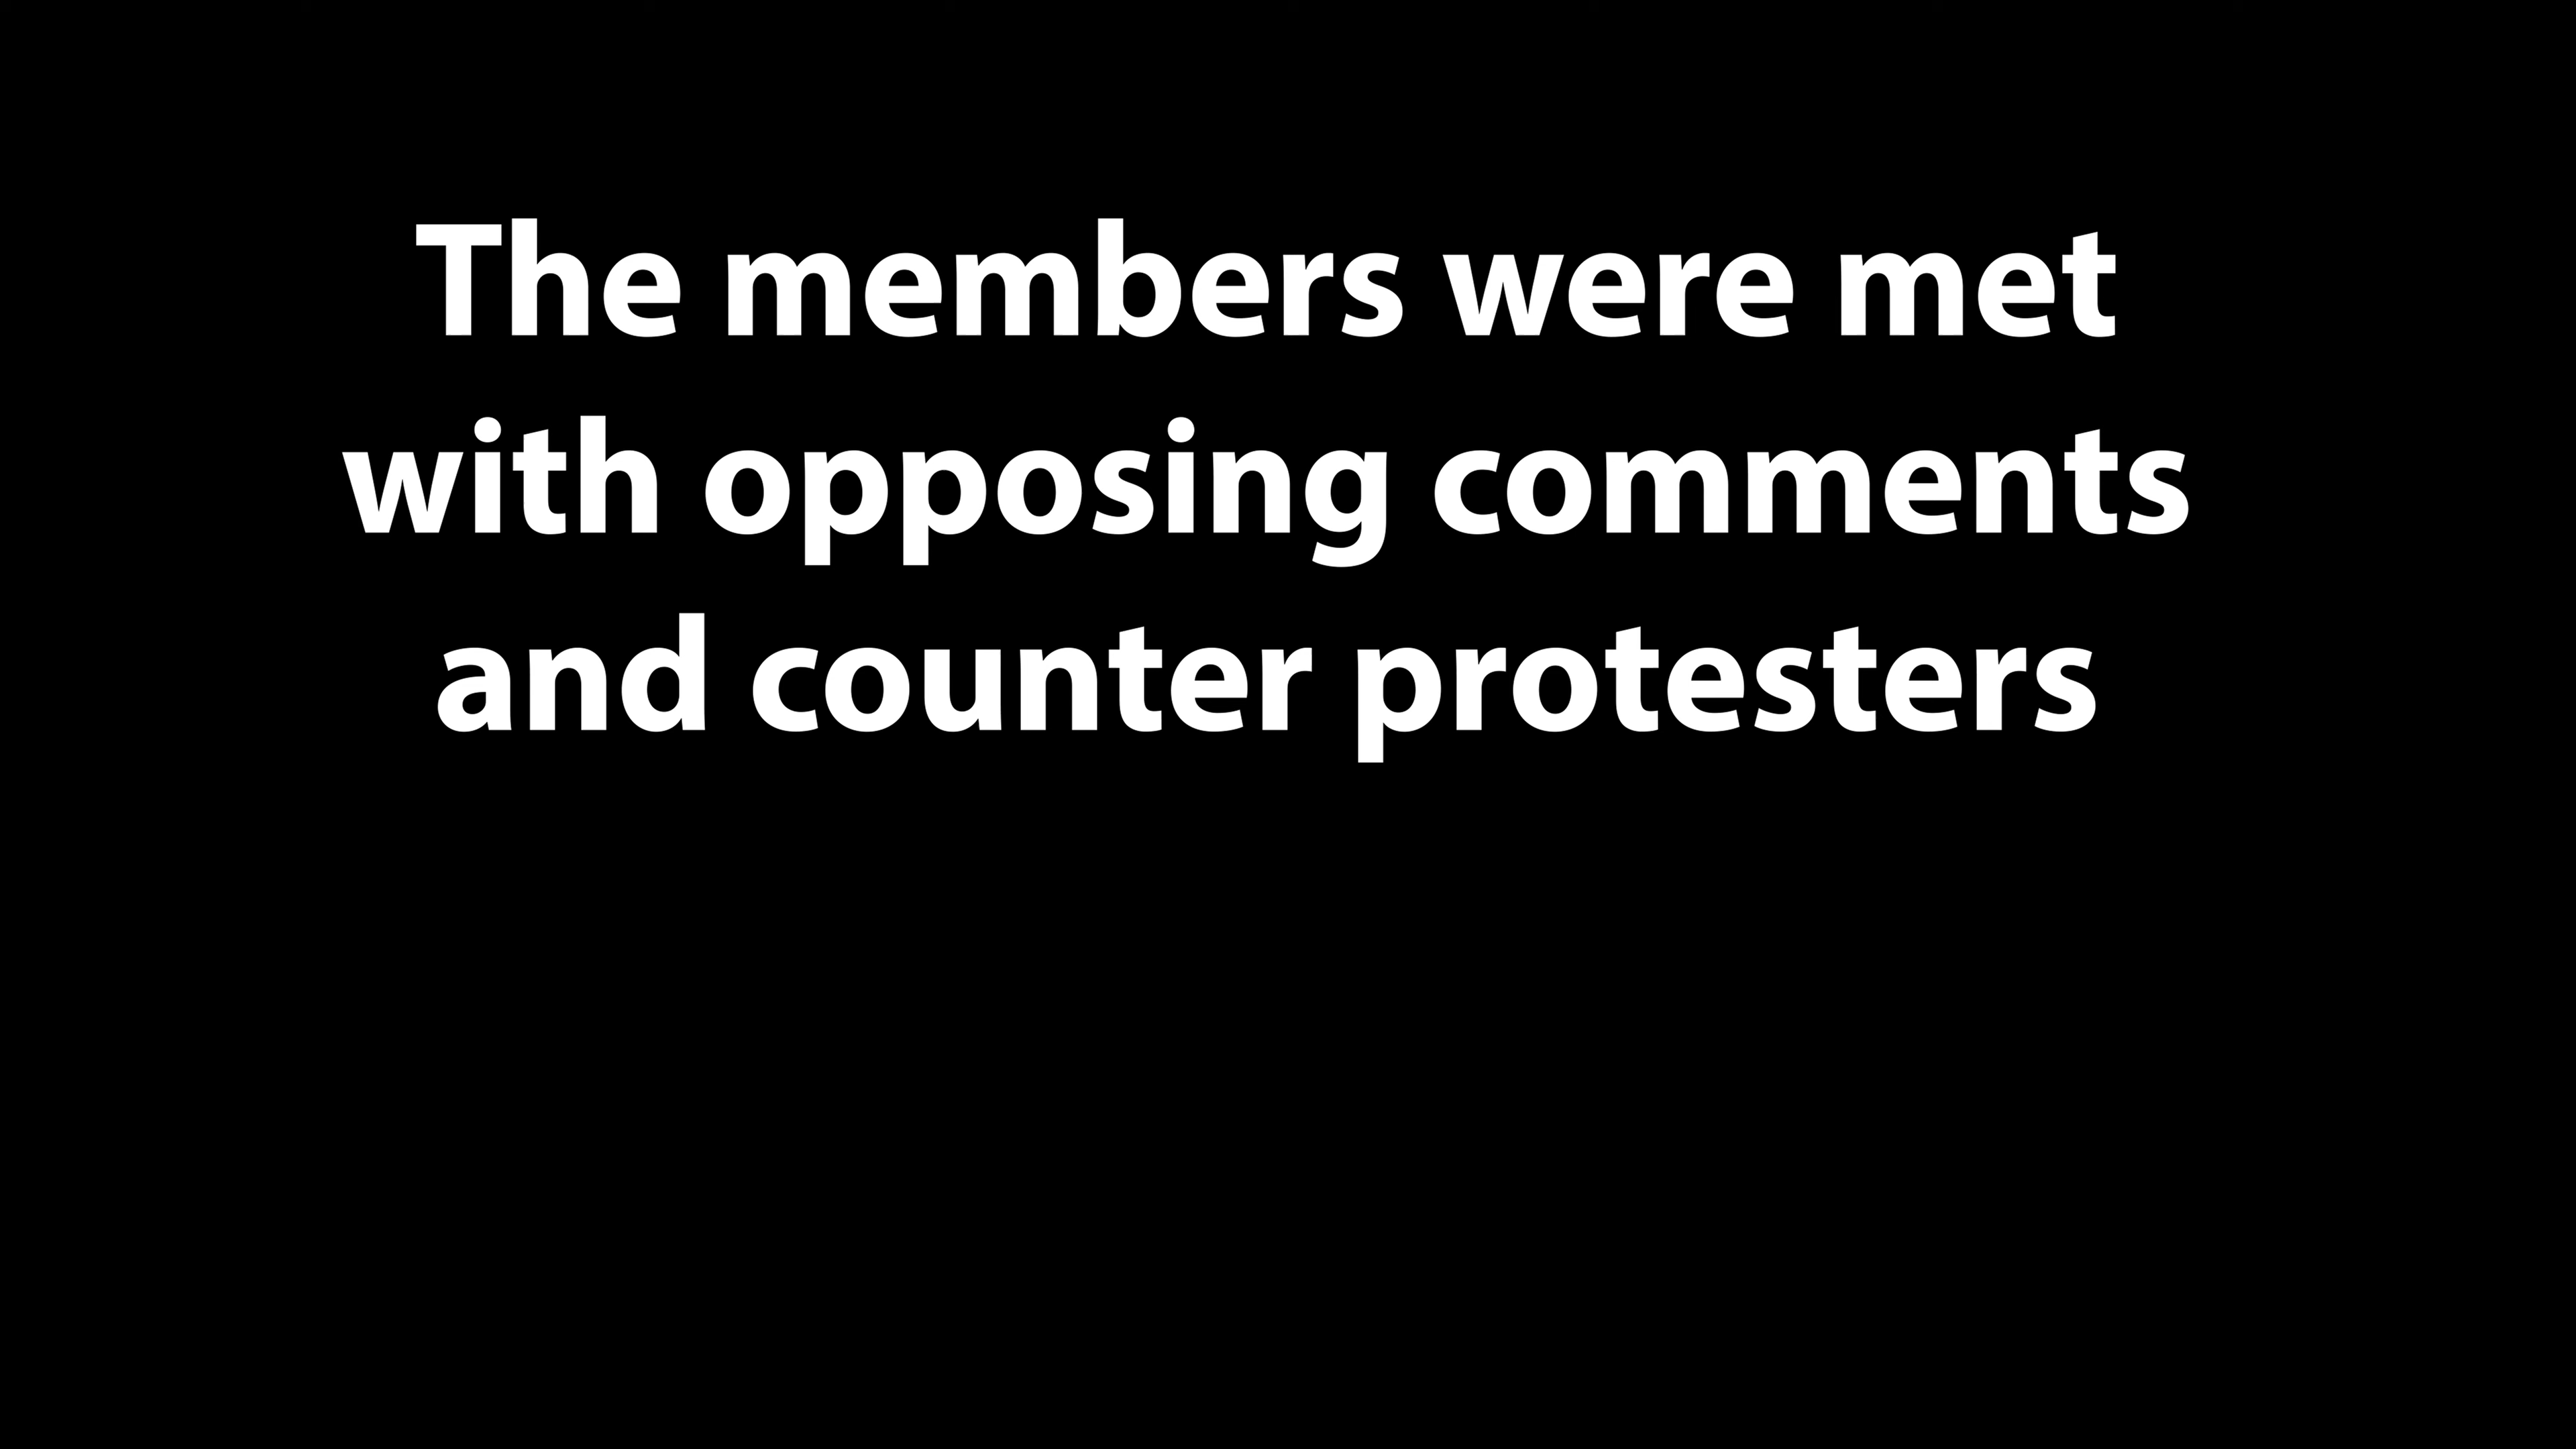 The members were met
with opposing comments
and counter protesters